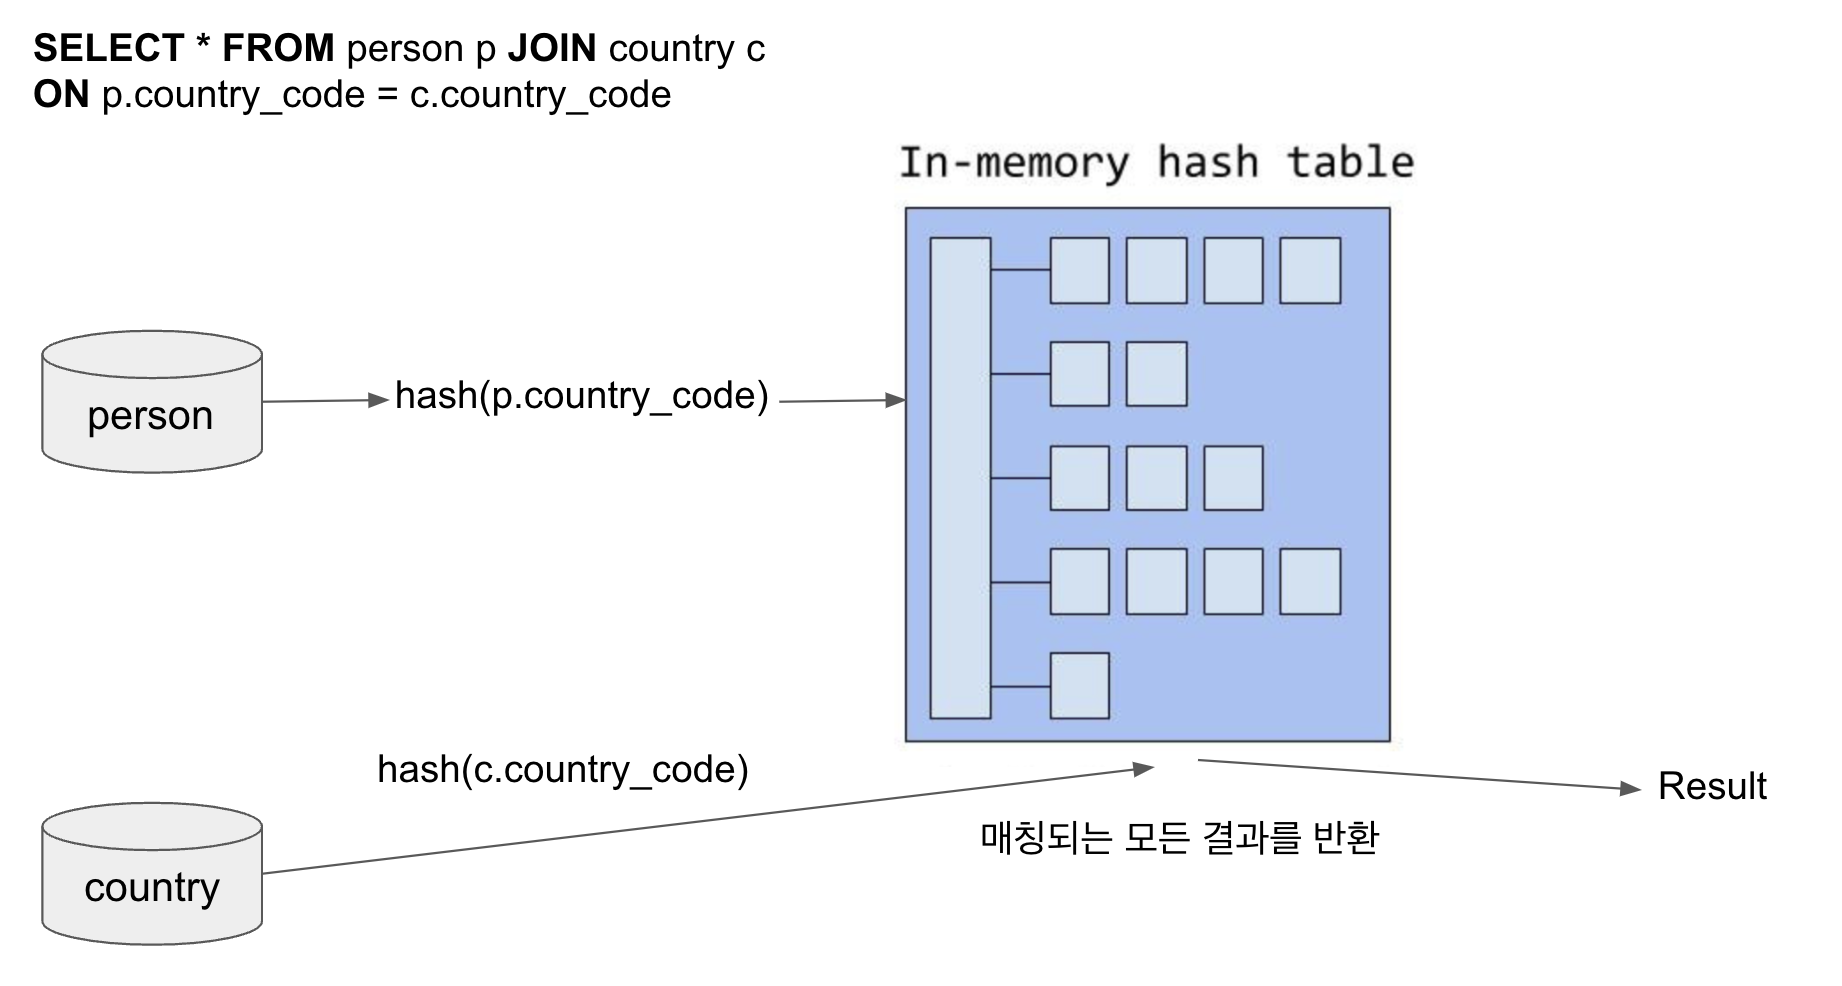 SELECT * FROM person p JOIN country c
ON p.country_code = c.country_code
In-memory hash table
person
hash(p.country_code)
hash(c.country_code)
country
매칭되는 모든 결과를 반환
Result